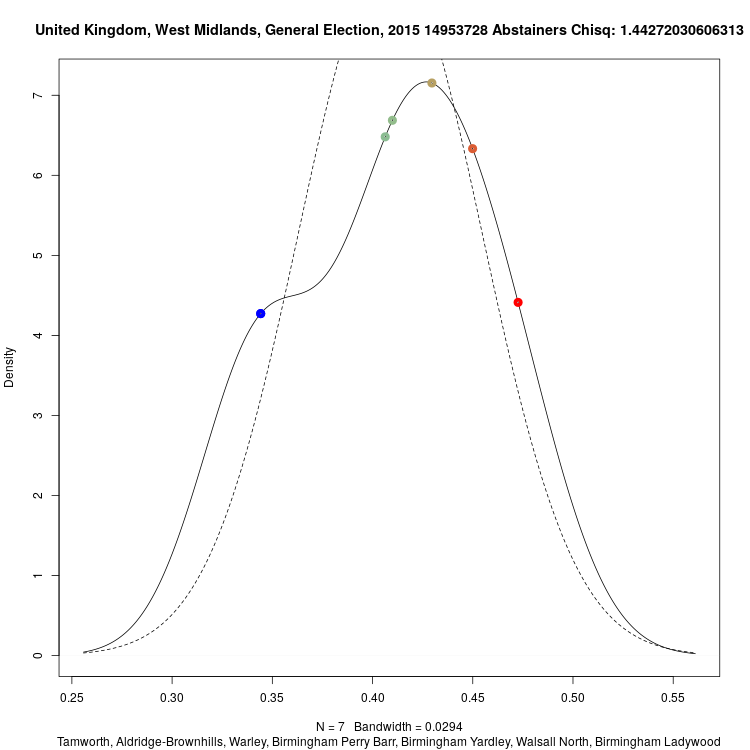 United Kingdom, West Midlands, General Election, 2015 14953728 Abstainers Chisq: 1.44272030606313
Density
7
6
5
4
3
2
1
0
0.25 0.30 0.35 0.40 0.45 0.50 0.55
N = 7 Bandwidth = 0.0294
Tamworth, Aldridge-Brownhills, Warley, Birmingham Perry Barr, Birmingham Yardley, Walsall North, Birmingham Ladywood